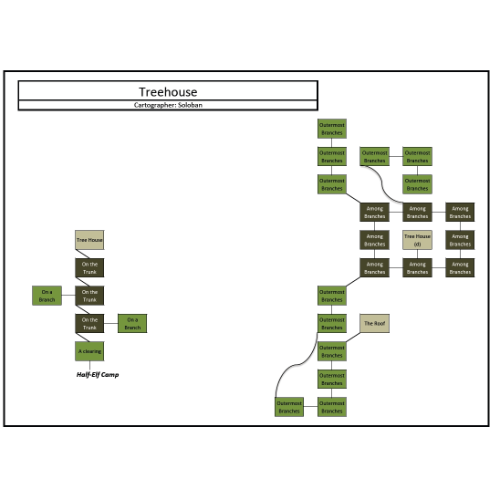 Treehouse
Cartographer: Soloban
Outermost
Branches
Outermost
Branches
Outermost
Branches
Outermost
Branches
Outermost
Branches
Outermost
Branches
Among
Branches
Among
Branches
Among
Branches
Tree House
Among
Branches
Tree House
(d)
Among
Branches
On the
Trunk
Among
Branches
Among
Branches
Among
Branches
On a
Branch
On the
Trunk
Outermost
Branches
On the
Trunk
On a
Branch
Outermost
Branches
The Roof
A clearing
Outermost
Branches
Half-Elf Camp
Outermost
Branches
Outermost
Branches
Outermost
Branches